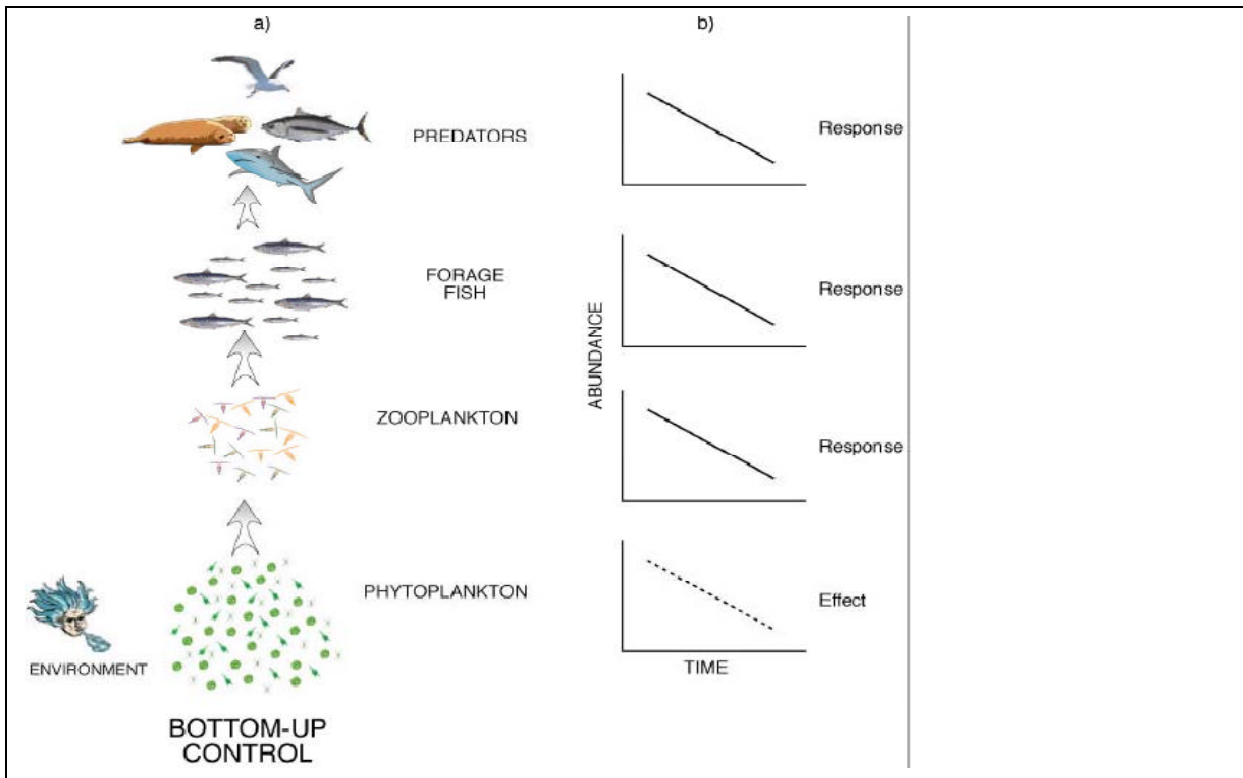 a)
PREDATORS
FORAGE
FISH
ZOOPLANKTON
PHYTOPLANKTON
ENVIRONMENT
BOTTOM-UP
CONTROL
b)
Response
Response
ABUNDANCE
Response
Effect
TIME